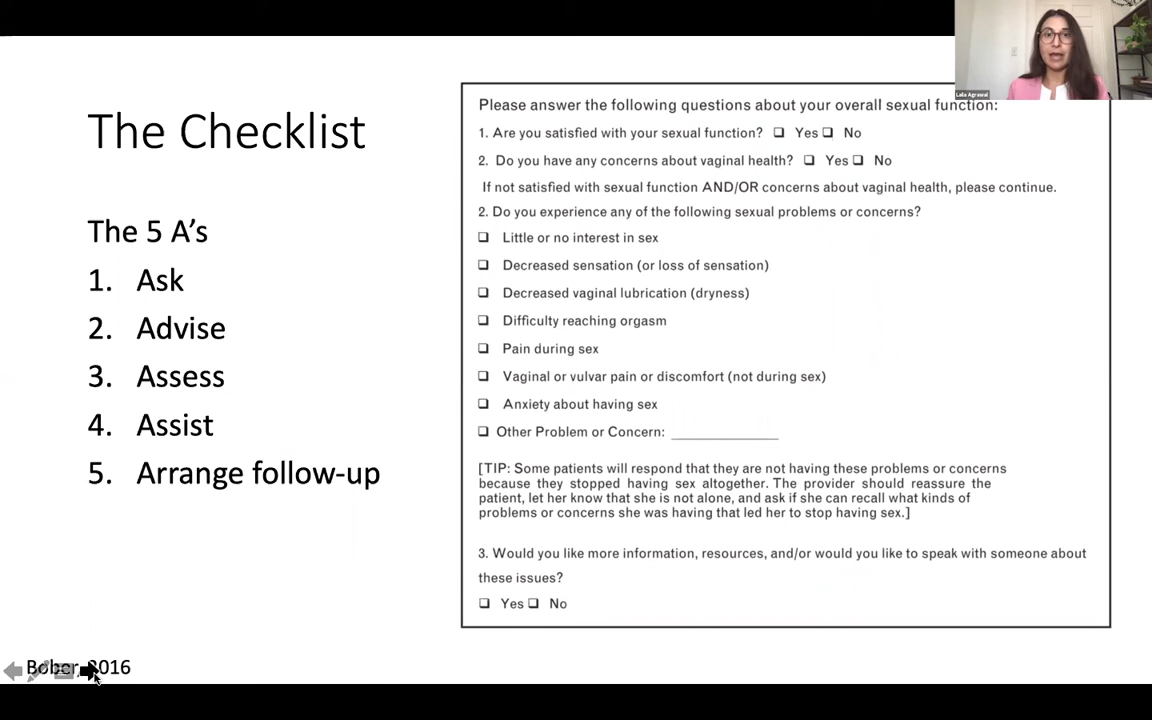 The Checklist
The 5 A's
1. Ask
2. Advise
3. Assess
4. Assist
5. Arrange follow-up
Bober, 2016
Please answer the following questions about your overall sexual function:
1. Are you satisfied with your sexual function? ❑ Yes ❑ No
2. Do you have any concerns about vaginal health? ❑ Yes ❑ No
If not satisfied with sexual function AND/OR concerns about vaginal health, please continue.
2. Do you experience any of the following sexual problems or concerns?
❑ Little or no interest in sex
❑ Decreased sensation (or loss of sensation)
❑ Decreased vaginal lubrication (dryness)
❑ Difficulty reaching orgasm
❑ Pain during sex
❑ Vaginal or vulvar pain or discomfort (not during sex)
❑ Anxiety about having sex
❑ Other Problem or Concern: ______________
[TIP: Some patients will respond that they are not having these problems or concerns
because they stopped having sex altogether. The provider should reassure the
patient, let her know that she is not alone, and ask if she can recall what kinds of
problems or concerns she was having that led her to stop having sex.]
3. Would you like more information, resources, and/or would you like to speak with someone about
these issues?
❑ Yes ❑ No
Laila Agrawal